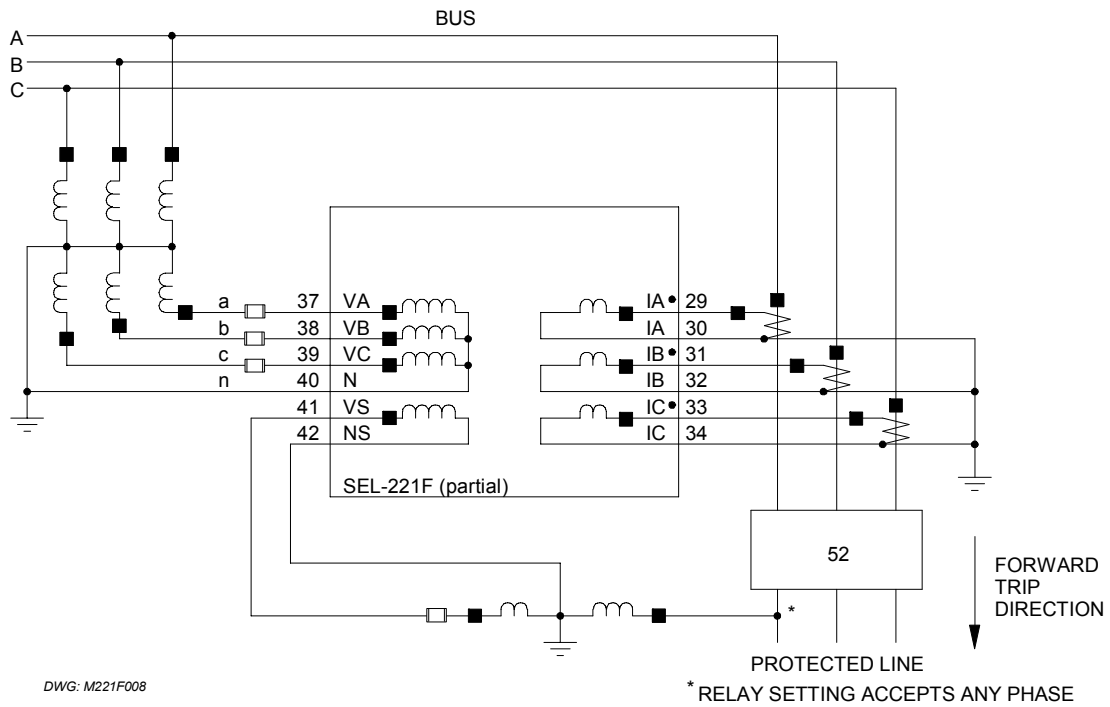 BUS
A
B
C
a 37 VA IA• 29
b 38 VB IA 30
c 39 VC IB• 31
n 40 N IB 32
41 VS IC• 33
42 NS IC 34
SEL-221F (partial)
52
FORWARD
TRIP
DIRECTION
*
PROTECTED LINE
DWG: M221F008
* RELAY SETTING ACCEPTS ANY PHASE